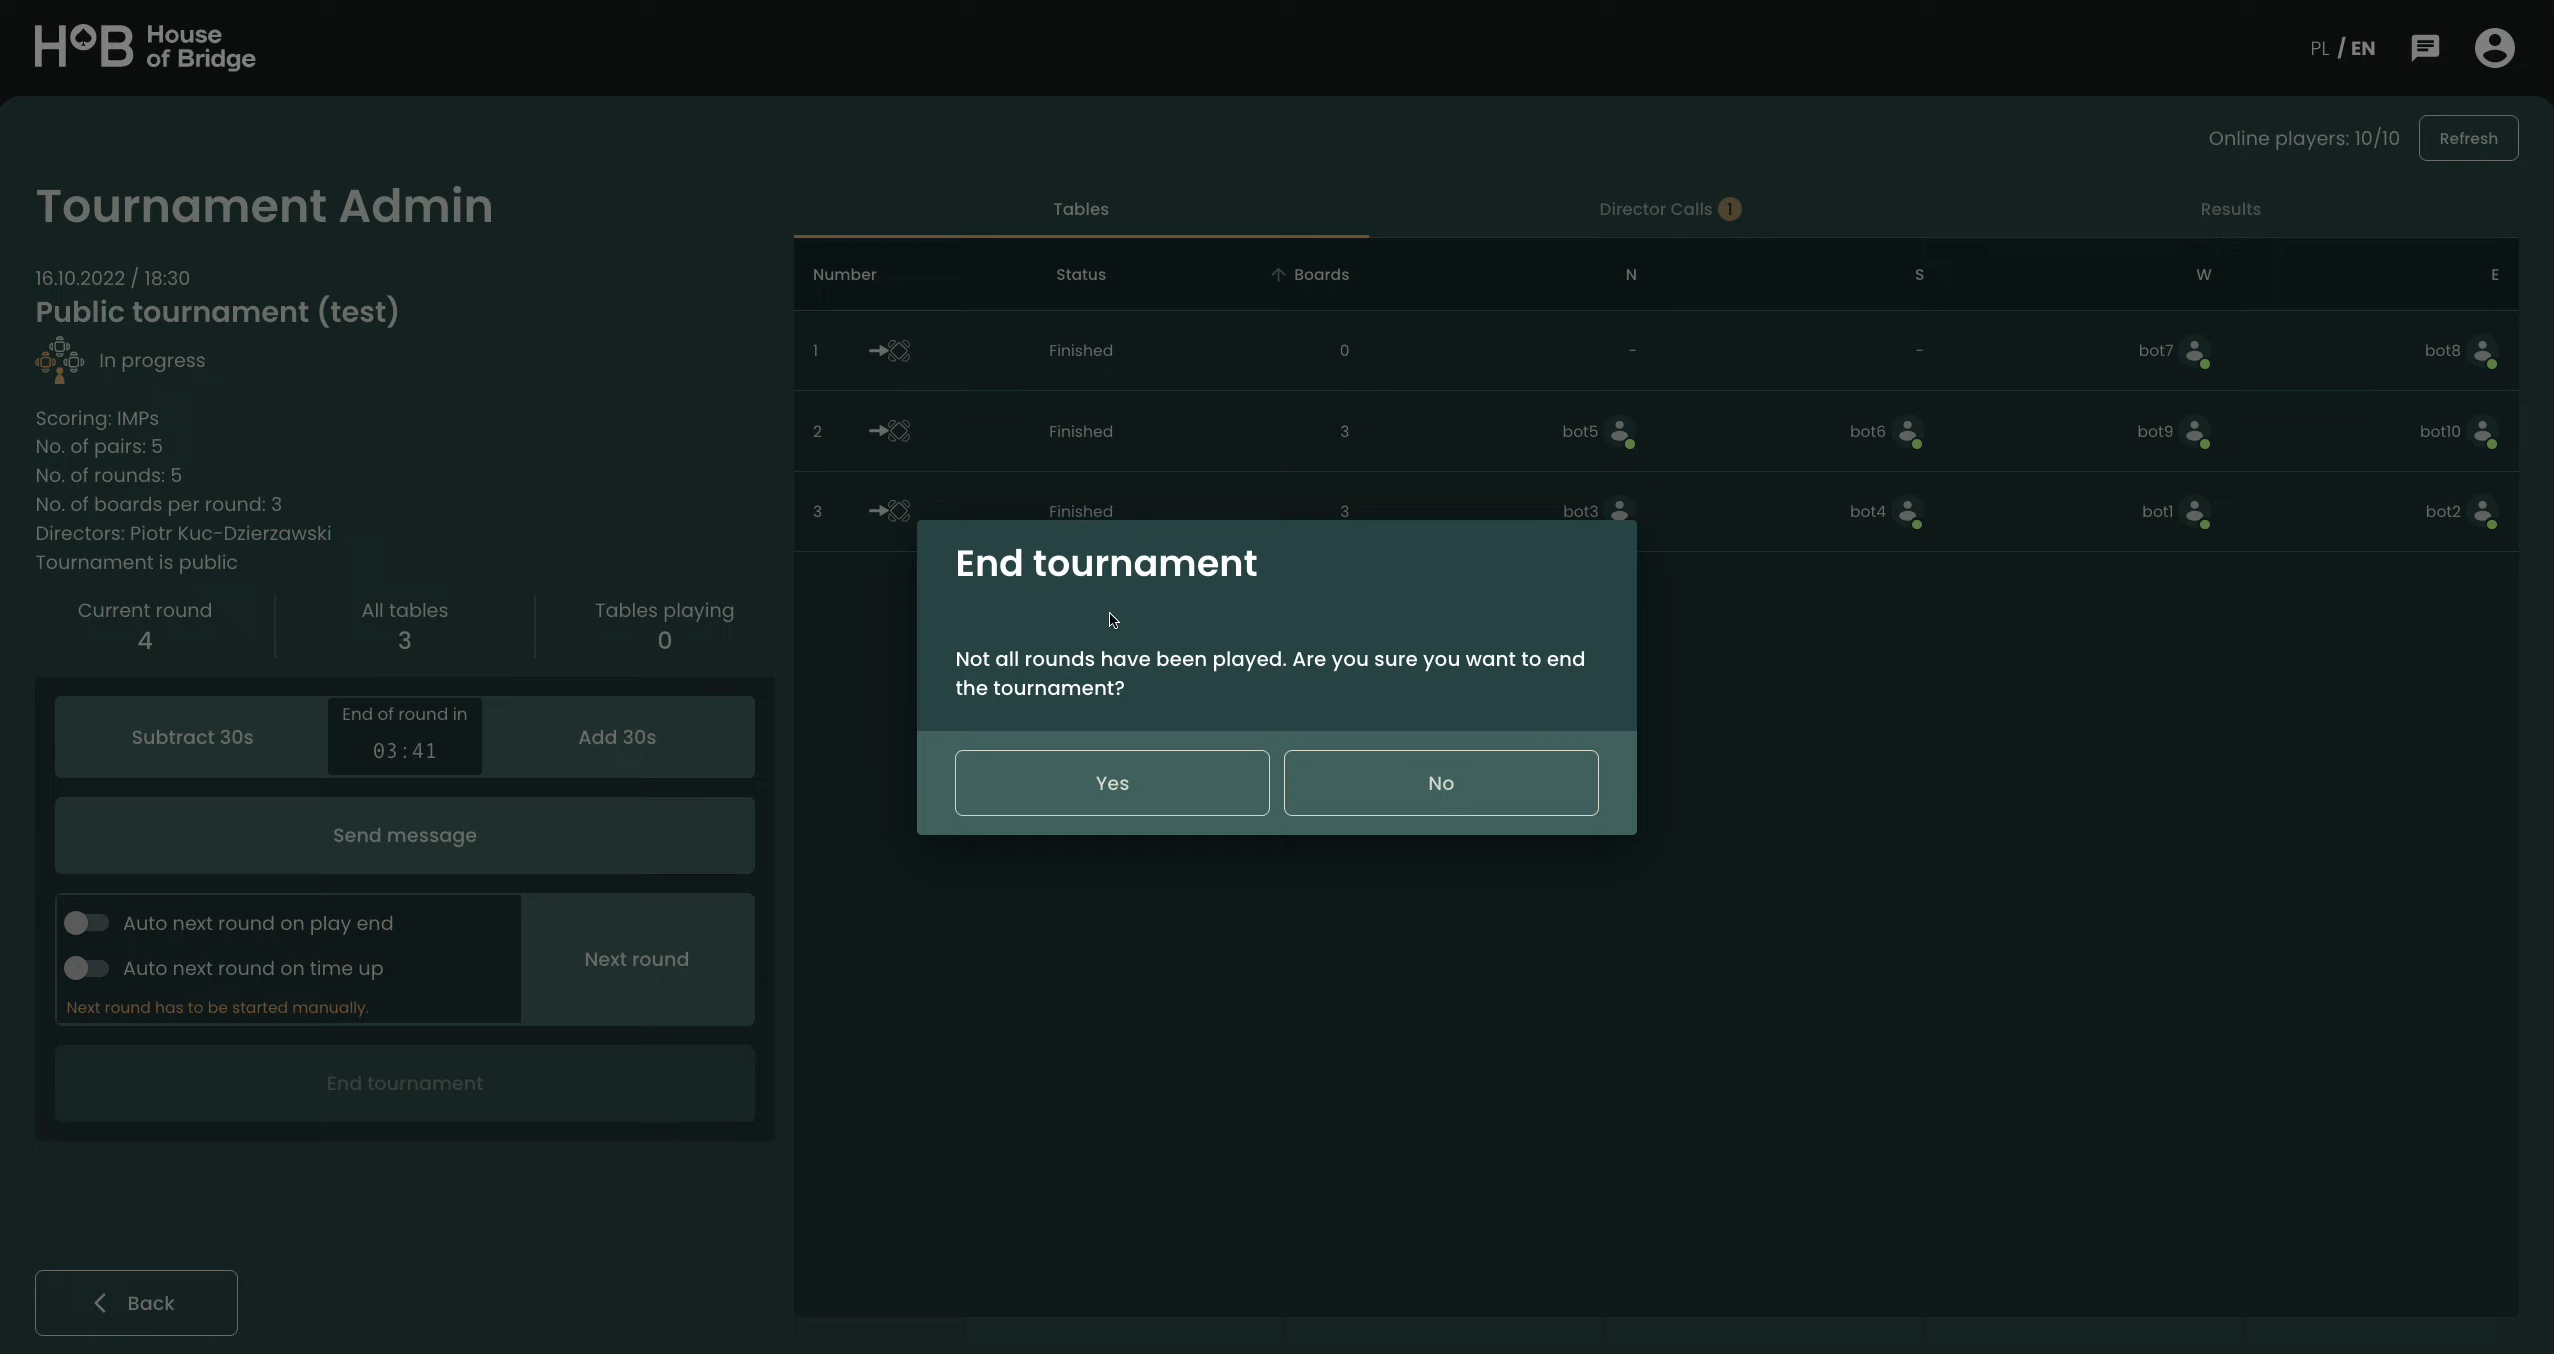 HOB House of Bridge
PL / EN
Online players: 10/10
Refresh
Tournament Admin
Tables
Director Calls 1
Results
16.10.2022 / 18:30
Public tournament (test)
In progress
Scoring: IMPs
No. of pairs: 5
No. of rounds: 5
No. of boards per round: 3
Directors: Piotr Kuc-Dzierzawski
Tournament is public
Current round
4
All tables
3
Tables playing
0
Subtract 30s
End of round in
03:41
Add 30s
Send message
Auto next round on play end
Auto next round on time up
Next round has to be started manually.
Next round
End tournament
Back
Number Status Boards N S W E
1 Finished 0 - - bot7 bot8
2 Finished 3 bot5 bot6 bot9 bot10
3 Finished 3 bot3 bot4 bot1 bot2
End tournament
Not all rounds have been played. Are you sure you want to end
the tournament?
Yes
No